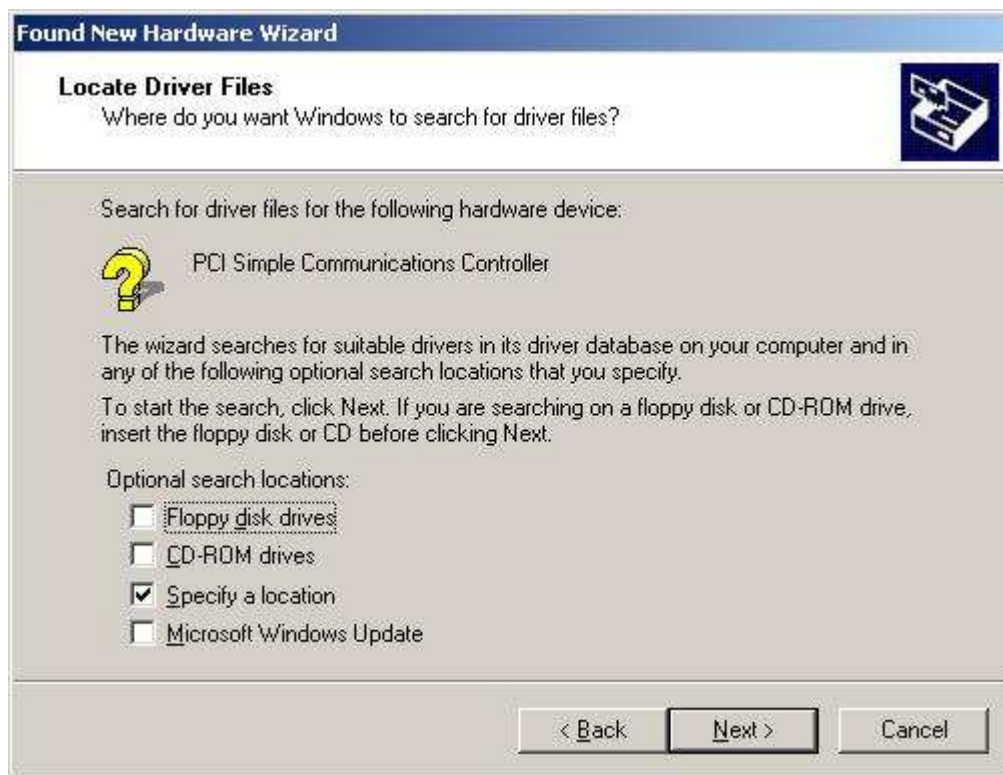 Found New Hardware Wizard
Locate Driver Files
Where do you want Windows to search for driver files?
Search for driver files for the following hardware device:
PCI Simple Communications Controller
The wizard searches for suitable drivers in its driver database on your computer and in
any of the following optional search locations that you specify.
To start the search, click Next. If you are searching on a floppy disk or CD-ROM drive,
insert the floppy disk or CD before clicking Next.
Optional search locations:
Floppy disk drives
CD-ROM drives
Specify a location
Microsoft Windows Update
< Back Next > Cancel